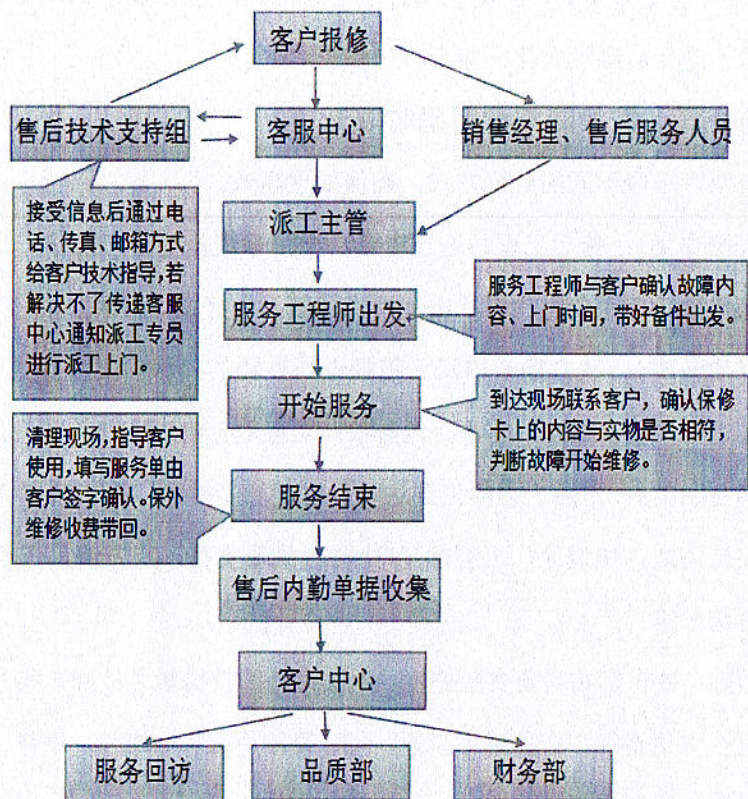 客户报修
售后技术支持组
客服中心
销售经理、售后服务人员
接受信息后通过电
话、传真、邮箱方式
给客户技术指导,若
解决不了传递客服
中心通知派工专员
进行派工上门。
派工主管
服务工程师出发
服务工程师与客户确认故障内
容、上门时间,带好备件出发。
开始服务
到达现场联系客户，确认保修
卡上的内容与实物是否相符，
判断故障开始维修。
清理现场,指导客户
使用,填写服务单由
客户签字确认。保外
维修收费带回。
服务结束
售后内勤单据收集
客户中心
服务回访
品质部
财务部